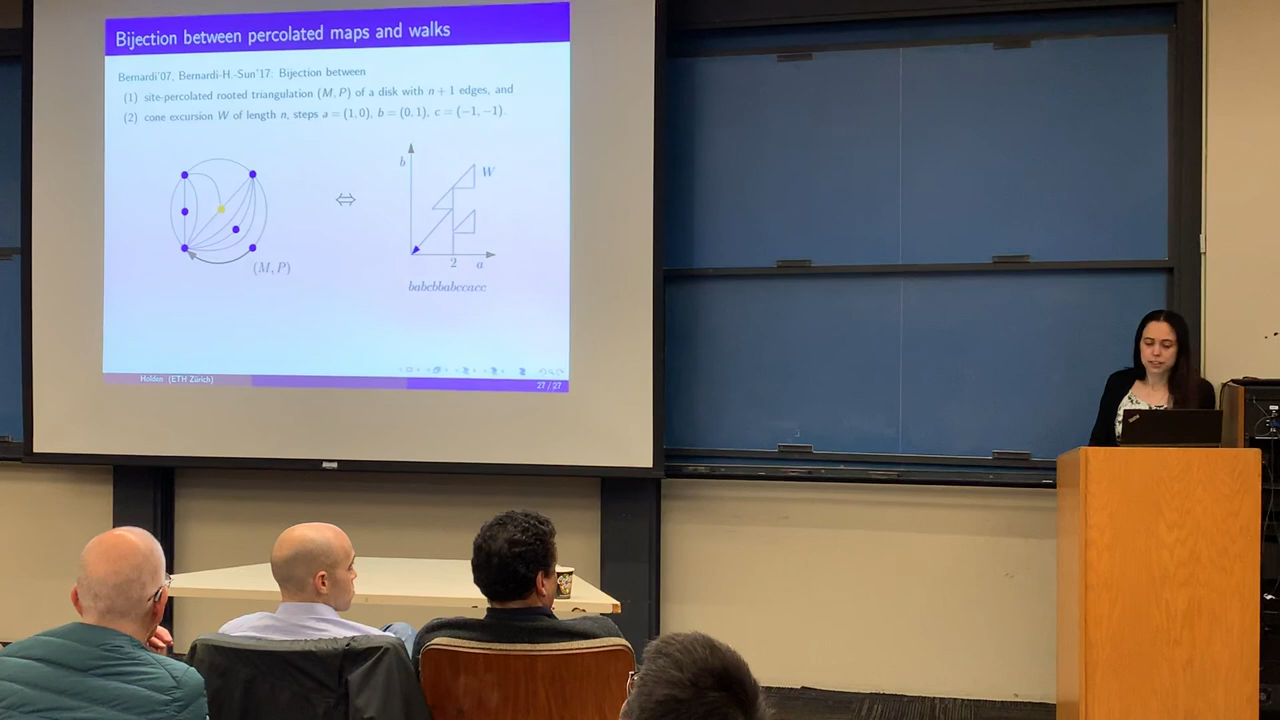 Bijection between percolated maps and walks
Bernardi'07, Bernardi-H.-Sun'17: Bijection between
(1) site-percolated rooted triangulation (M, P) of a disk with n + 1 edges, and
(2) cone excursion W of length n, steps a = (1, 0), b = (0, 1), c = (−1, −1).
b
W
⇔
2
a
(M, P)
babcbbabccacc
Holden (ETH Zürich)
27 / 27